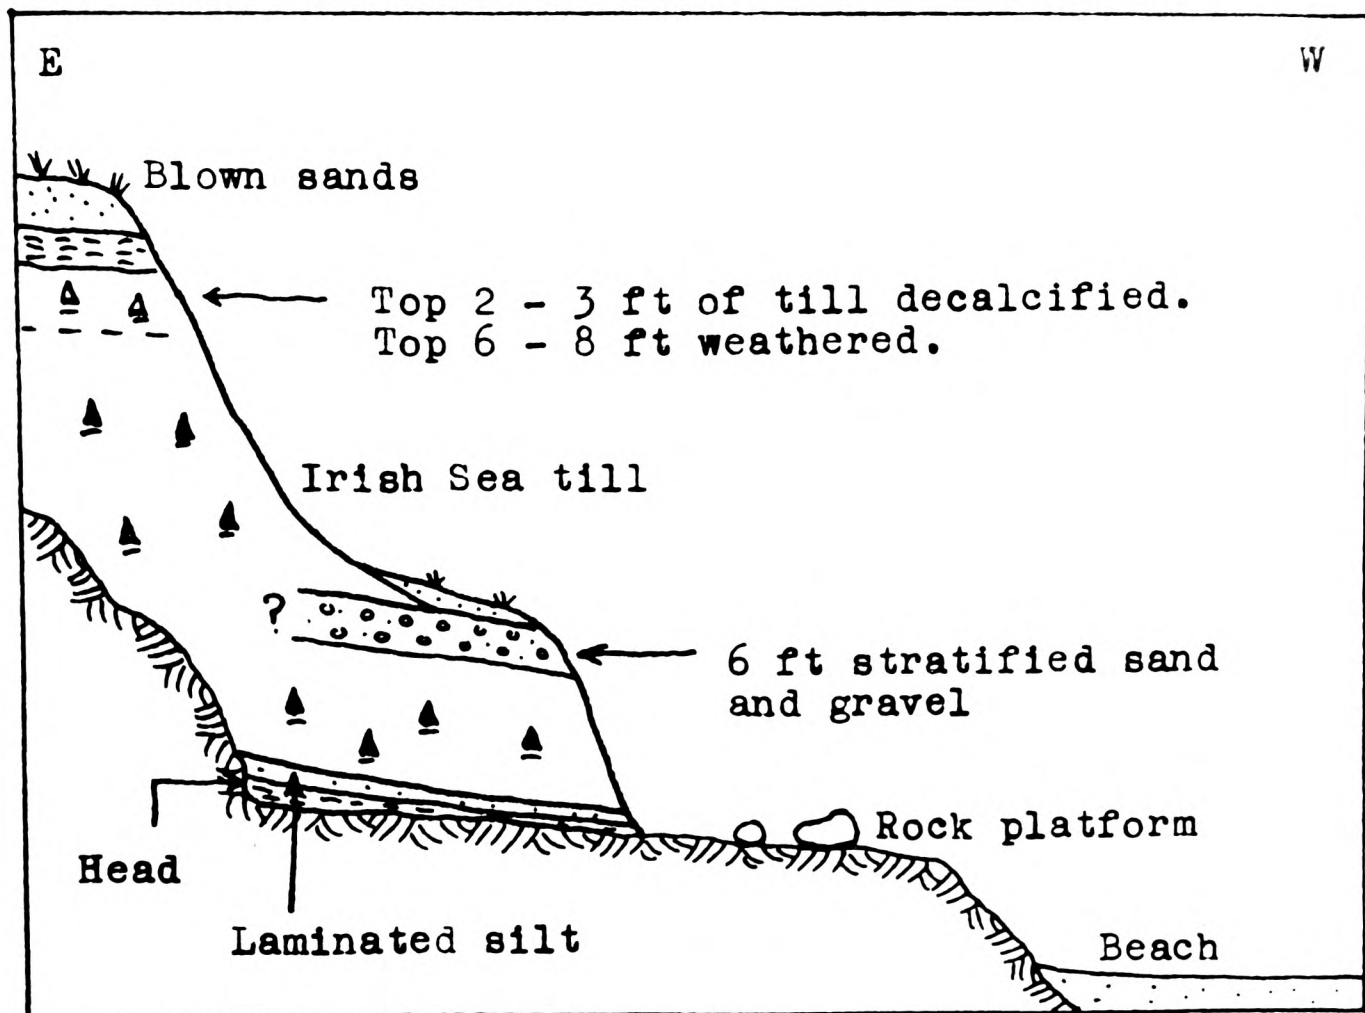 E
W
Blown sands
Top 2 - 3 ft of till decalcified.
Top 6 - 8 ft weathered.
Irish Sea till
?
6 ft stratified sand
and gravel
Rock platform
Head
Laminated silt
Beach